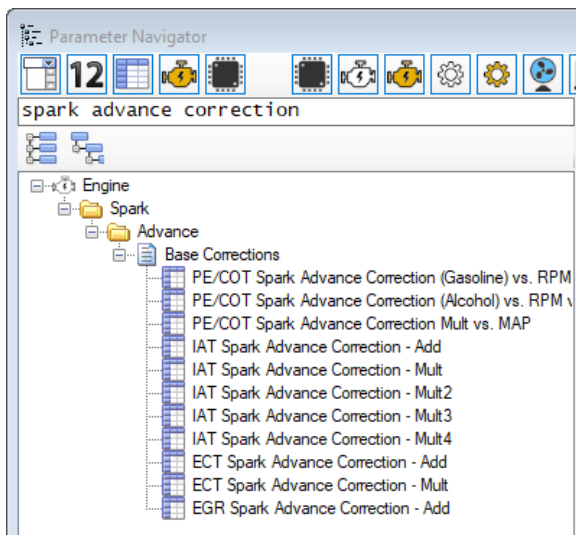 Parameter Navigator
12
spark advance correction
Engine
Spark
Advance
Base Corrections
PE/COT Spark Advance Correction (Gasoline) vs. RPM
PE/COT Spark Advance Correction (Alcohol) vs. RPM v
PE/COT Spark Advance Correction Mult vs. MAP
IAT Spark Advance Correction - Add
IAT Spark Advance Correction - Mult
IAT Spark Advance Correction - Mult2
IAT Spark Advance Correction - Mult3
IAT Spark Advance Correction - Mult4
ECT Spark Advance Correction - Add
ECT Spark Advance Correction - Mult
EGR Spark Advance Correction - Add